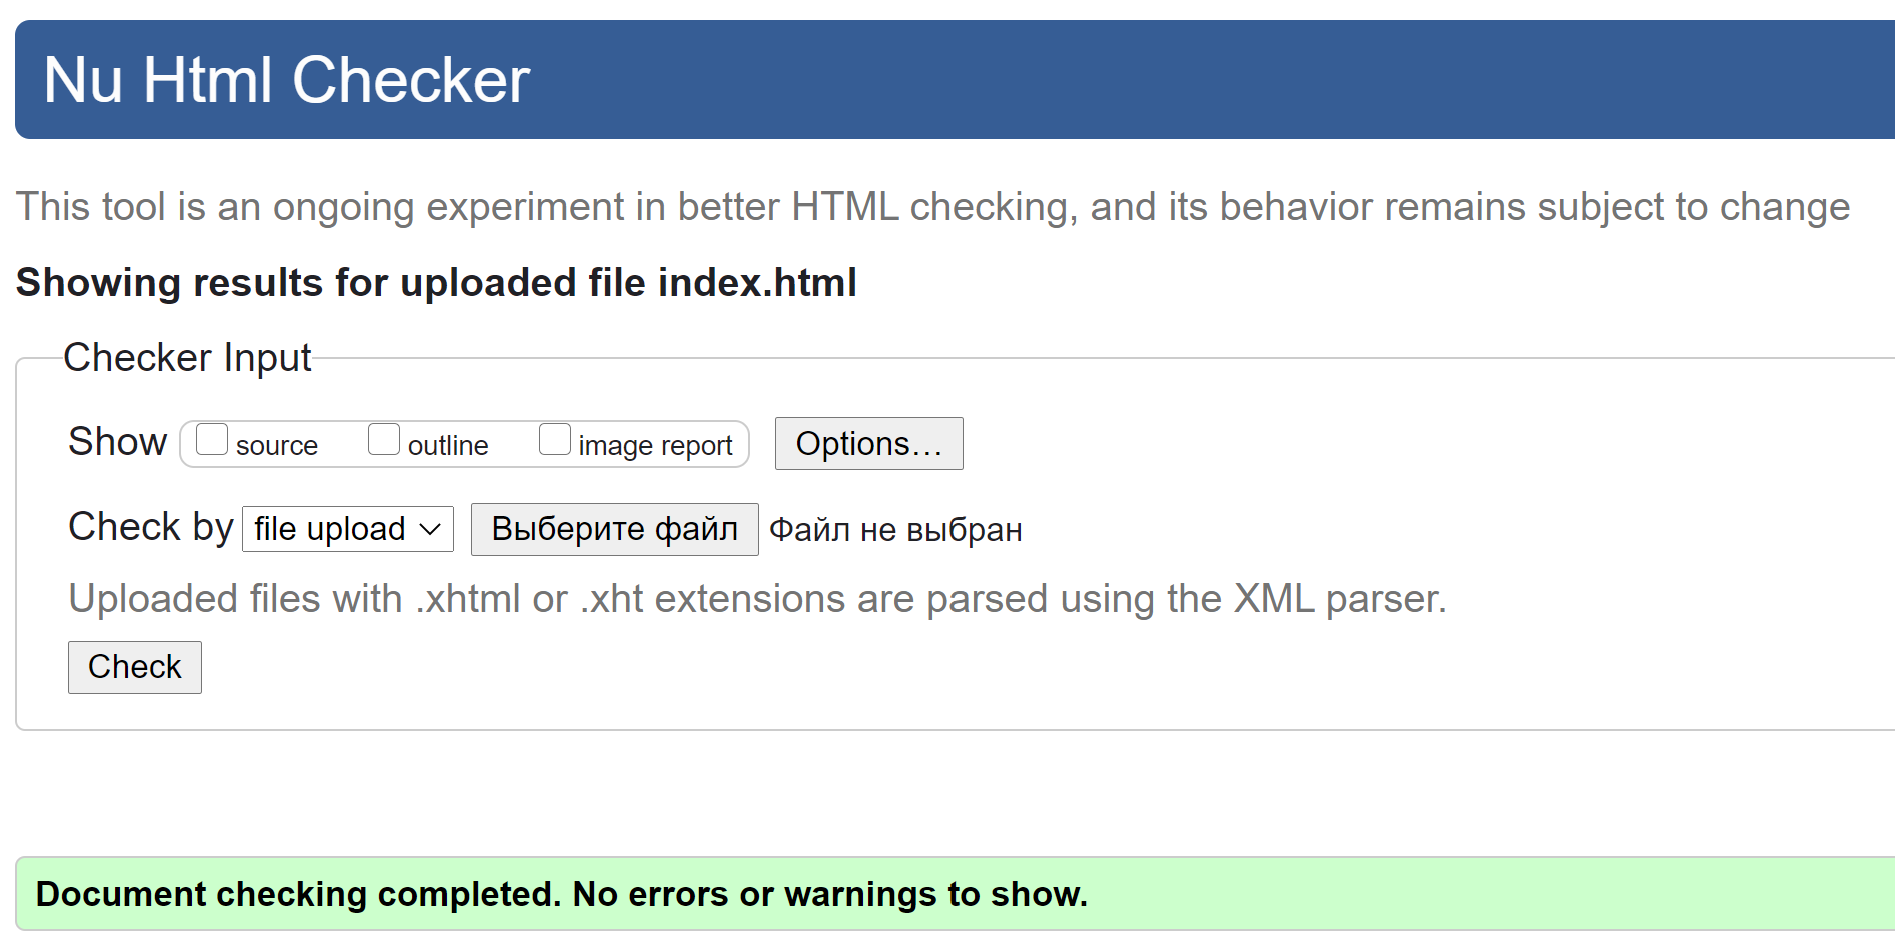 Nu Html Checker
This tool is an ongoing experiment in better HTML checking, and its behavior remains subject to change
Showing results for uploaded file index.html
Checker Input
Show source outline image report Options…
Check by file upload Выберите файл Файл не выбран
Uploaded files with .xhtml or .xht extensions are parsed using the XML parser.
Check
Document checking completed. No errors or warnings to show.